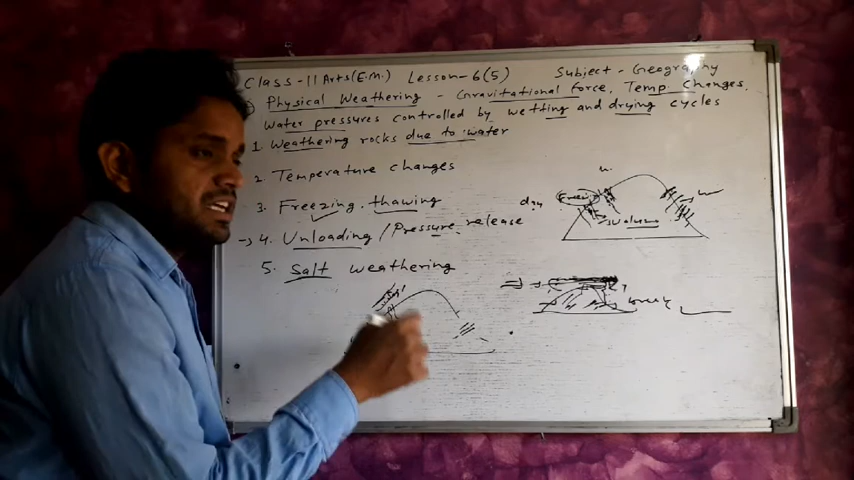 Class-11 Arts(E.M.) Lesson-6(5) Subject - Geography
Physical Weathering - Gravitational force, Temp changes,
Water pressures controlled by wetting and drying cycles
1. Weathering rocks due to water
2. Temperature changes
3. Freezing. thawing
→ 4. Unloading / Pressure release
5. Salt weathering
dry
Volume